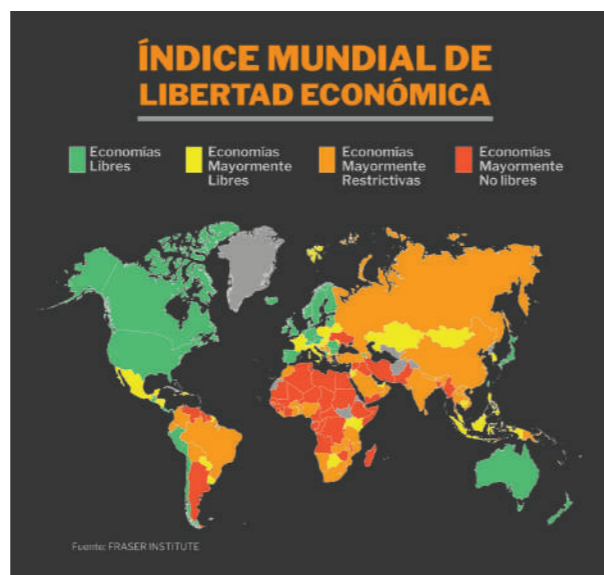 ÍNDICE MUNDIAL DE
LIBERTAD ECONÓMICA
Economías
Libres
Economías
Mayormente
Libres
Economías
Mayormente
Restrictivas
Economías
Mayormente
No libres
Fuente: FRASER INSTITUTE